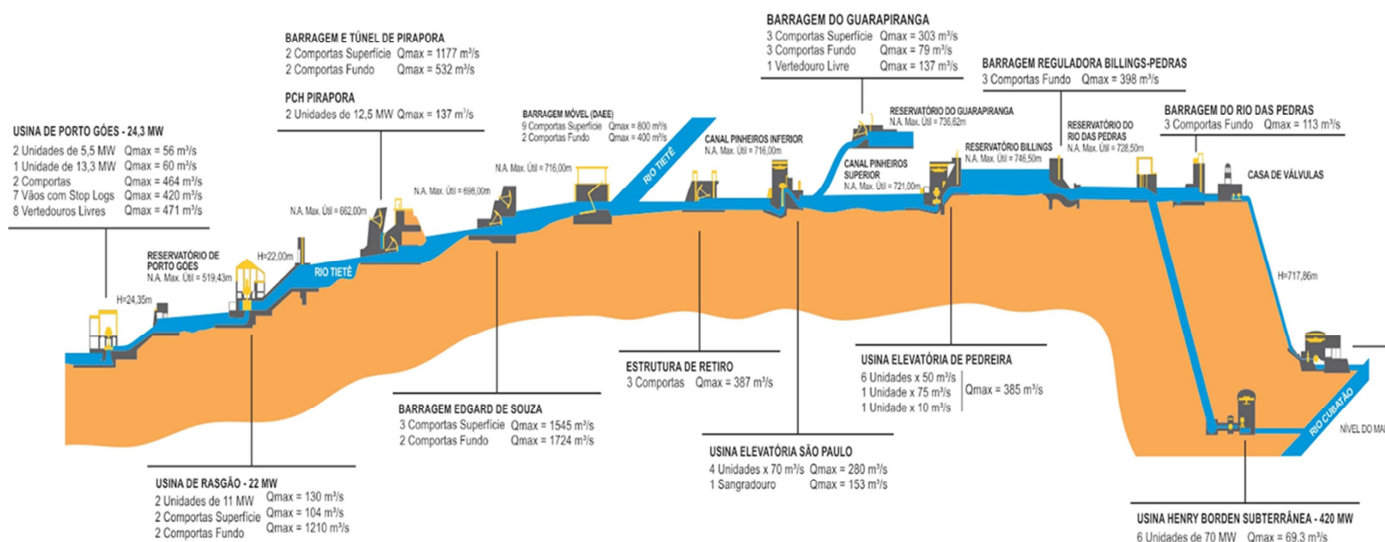 BARRAGEM DO GUARAPIRANGA
3 Comportas Superfície Qmax = 303 m³/s
3 Comportas Fundo Qmax = 79 m³/s
1 Vertedouro Livre Qmax = 137 m³/s
BARRAGEM E TÚNEL DE PIRAPORA
2 Comportas Superfície Qmax = 1177 m³/s
2 Comportas Fundo Qmax = 532 m³/s
PCH PIRAPORA
2 Unidades de 12,5 MW Qmax = 137 m³/s
BARRAGEM REGULADORA BILLINGS-PEDRAS
3 Comportas Fundo Qmax = 398 m³/s
BARRAGEM DO RIO DAS PEDRAS
3 Comportas Fundo Qmax = 113 m³/s
BARRAGEM MÓVEL (DAEE)
9 Comportas Superfície Qmax = 800 m³/s
2 Comportas Fundo Qmax = 400 m³/s
USINA DE PORTO GÓES - 24,3 MW
2 Unidades de 5,5 MW Qmax = 56 m³/s
1 Unidade de 13,3 MW Qmax = 60 m³/s
2 Comportas Qmax = 464 m³/s
7 Vãos com Stop Logs Qmax = 420 m³/s
8 Vertedouros Livres Qmax = 471 m³/s
RESERVATÓRIO DO GUARAPIRANGA
N.A. Max. Útil = 736,62m
RESERVATÓRIO DO
RIO DAS PEDRAS
N.A. Max. Útil = 728,50m
CANAL PINHEIROS INFERIOR
N.A. Max. Útil = 716,00m
RESERVATÓRIO BILLINGS
N.A. Max. Útil = 746,50m
CANAL PINHEIROS
SUPERIOR
N.A. Max. Útil = 721,00m
CASA DE VÁLVULAS
RIO TIETÊ
N.A. Max. Útil = 716,00m
N.A. Max. Útil = 698,00m
N.A. Max. Útil = 662,00m
RESERVATÓRIO DE
PORTO GÓES
N.A. Max. Útil = 519,43m
H=22,00m
RIO TIETÊ
H=24,35m
H=717,86m
ESTRUTURA DE RETIRO
3 Comportas Qmax = 387 m³/s
USINA ELEVATÓRIA DE PEDREIRA
6 Unidades x 50 m³/s
1 Unidade x 75 m³/s
1 Unidade x 10 m³/s
Qmax = 385 m³/s
BARRAGEM EDGARD DE SOUZA
3 Comportas Superfície Qmax = 1545 m³/s
2 Comportas Fundo Qmax = 1724 m³/s
RIO CUBATÃO
USINA ELEVATÓRIA SÃO PAULO
4 Unidades x 70 m³/s Qmax = 280 m³/s
1 Sangradouro Qmax = 153 m³/s
NÍVEL DO MA
USINA DE RASGÃO - 22 MW
2 Unidades de 11 MW Qmax = 130 m³/s
2 Comportas Superfície Qmax = 104 m³/s
2 Comportas Fundo Qmax = 1210 m³/s
USINA HENRY BORDEN SUBTERRÂNEA - 420 MW
6 Unidades de 70 MW Qmax = 69,3 m³/s